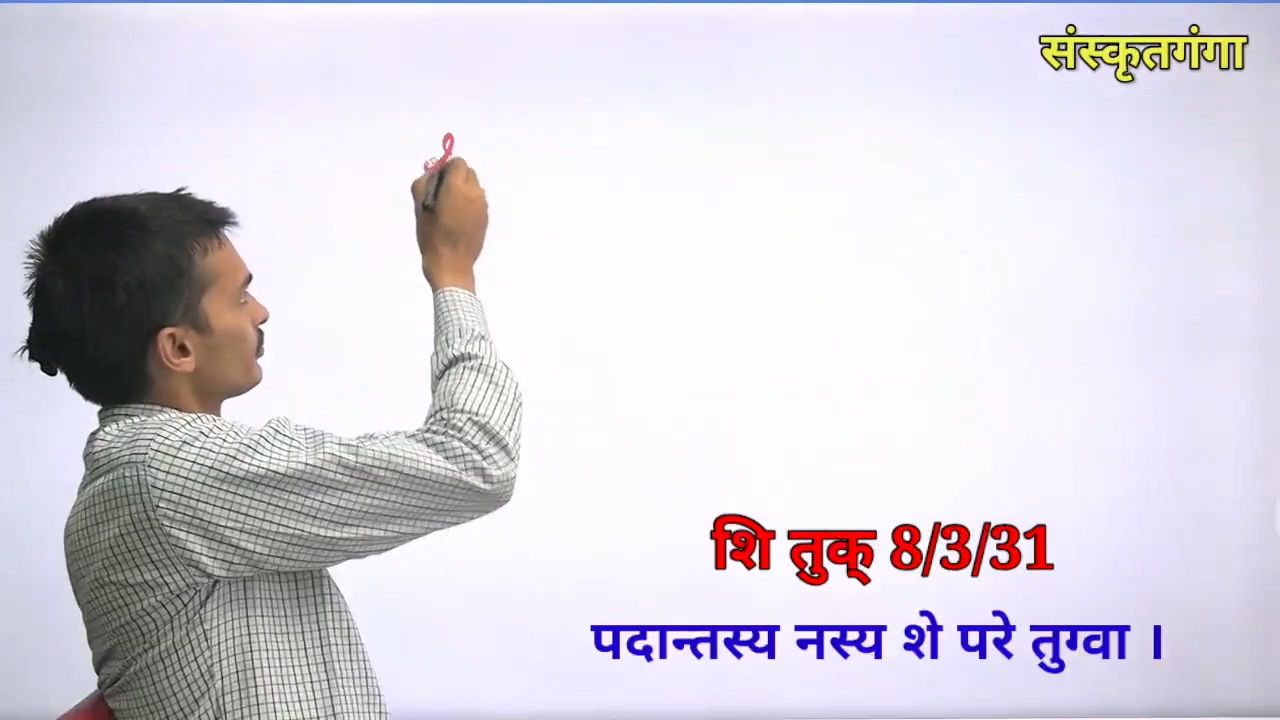 संस्कृतगंगा
शि तुक् 8/3/31
पदान्तस्य नस्य शे परे तुग्वा ।